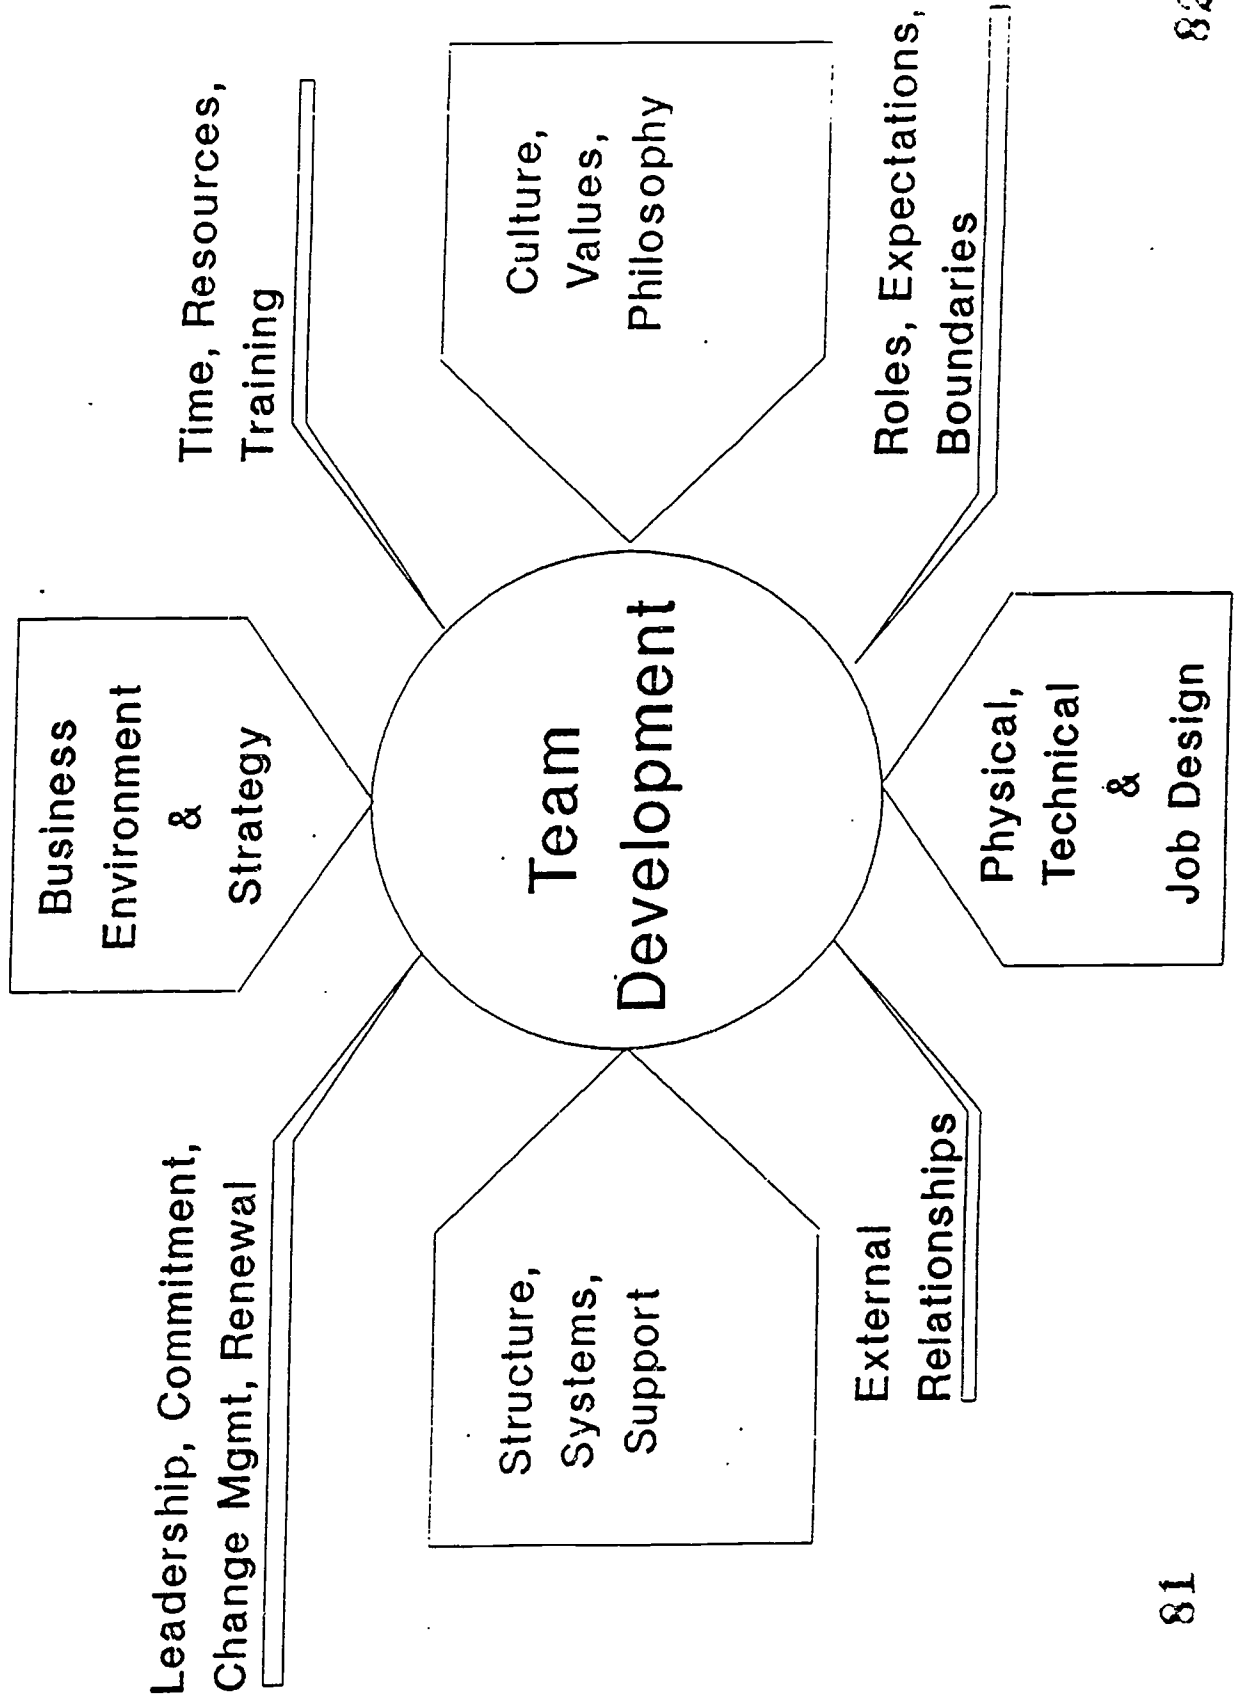 Leadership, Commitment,
Change Mgmt, Renewal
Business
Environment
&
Strategy
Time, Resources,
Training
Structure,
Systems,
Support
Team
Development
Culture,
Values,
Philosophy
External
Relationships
Physical,
Technical
&
Job Design
Roles, Expectations,
Boundaries
81
82